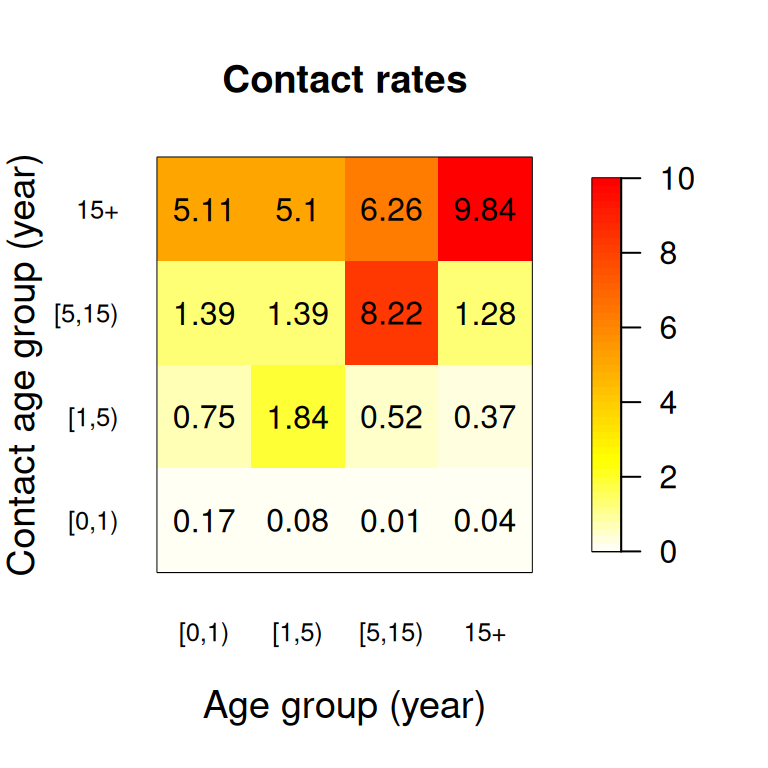 Contact rates
Contact age group (year)
15+ 5.11 5.1 6.26 9.84
[5,15) 1.39 1.39 8.22 1.28
[1,5) 0.75 1.84 0.52 0.37
[0,1) 0.17 0.08 0.01 0.04
[0,1) [1,5) [5,15) 15+
Age group (year)
10
8
6
4
2
0